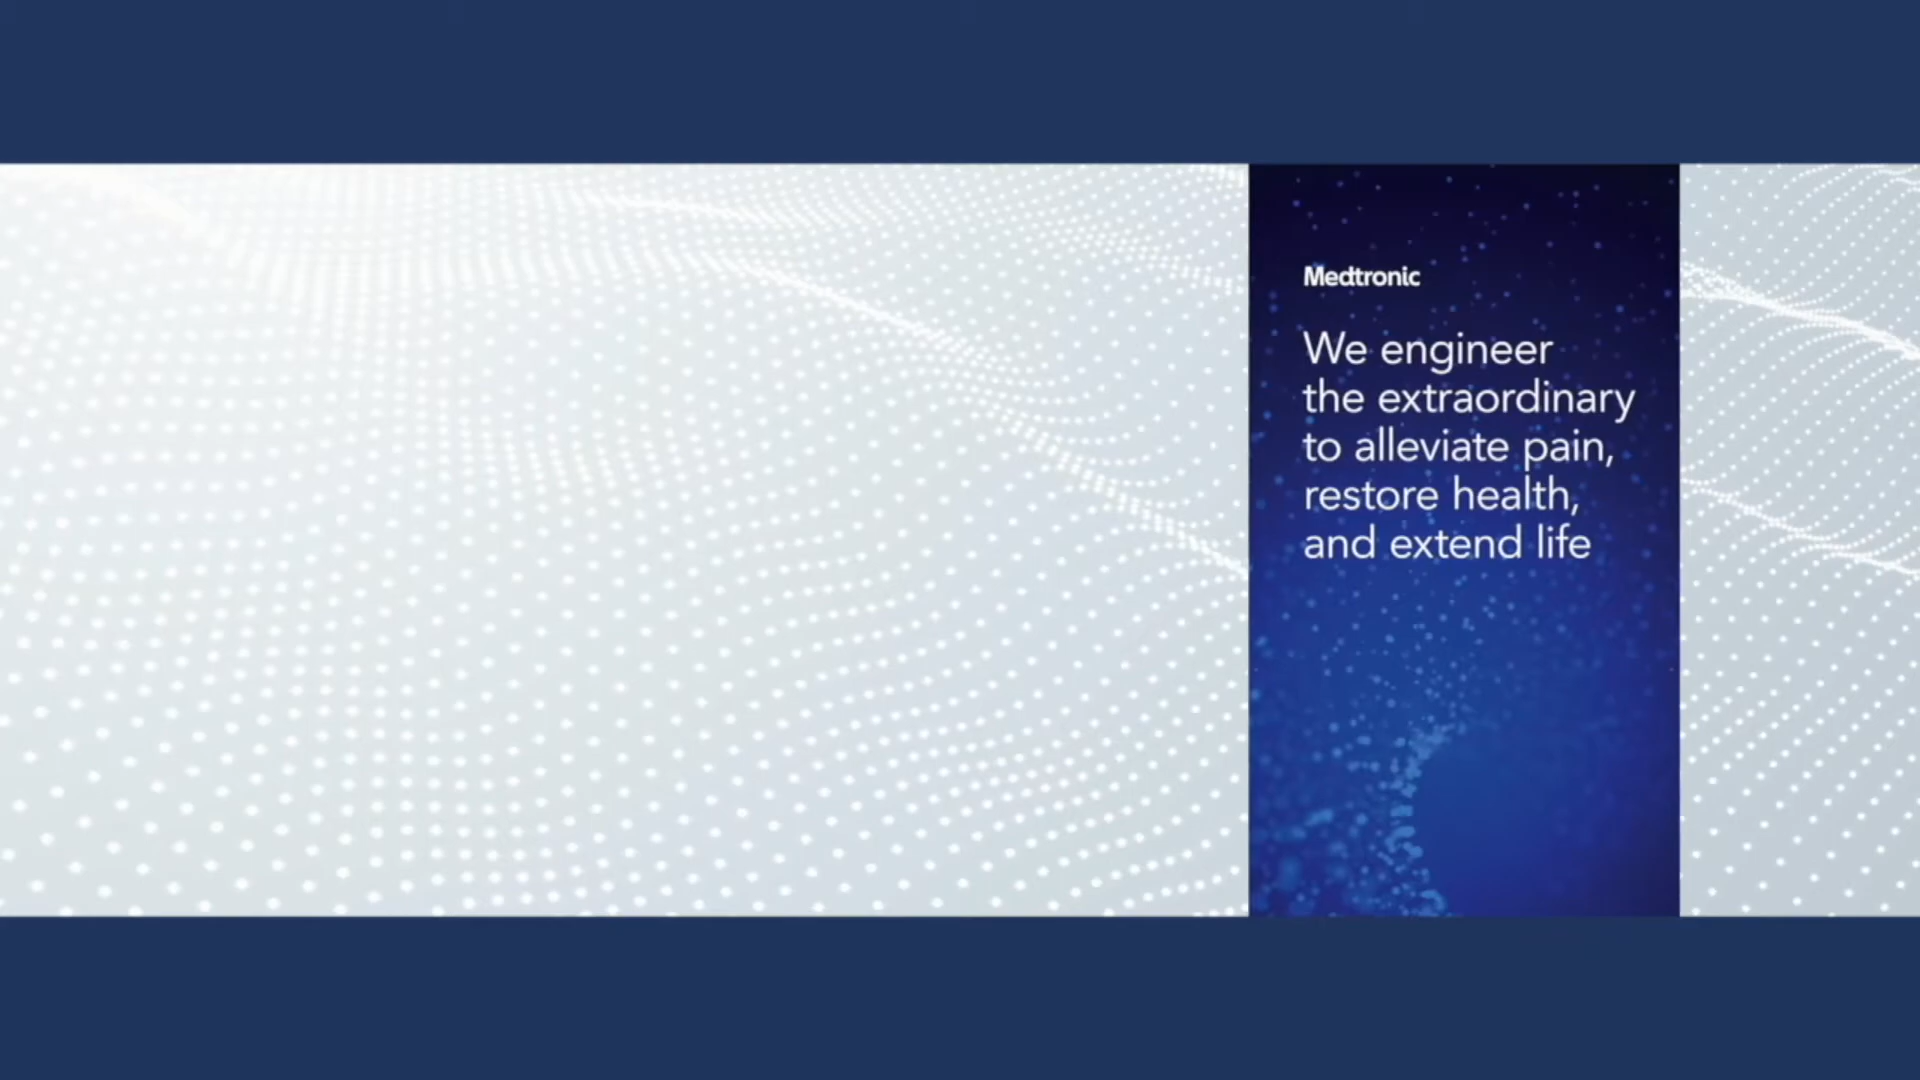 Medtronic
We engineer
the extraordinary
to alleviate pain,
restore health,
and extend life